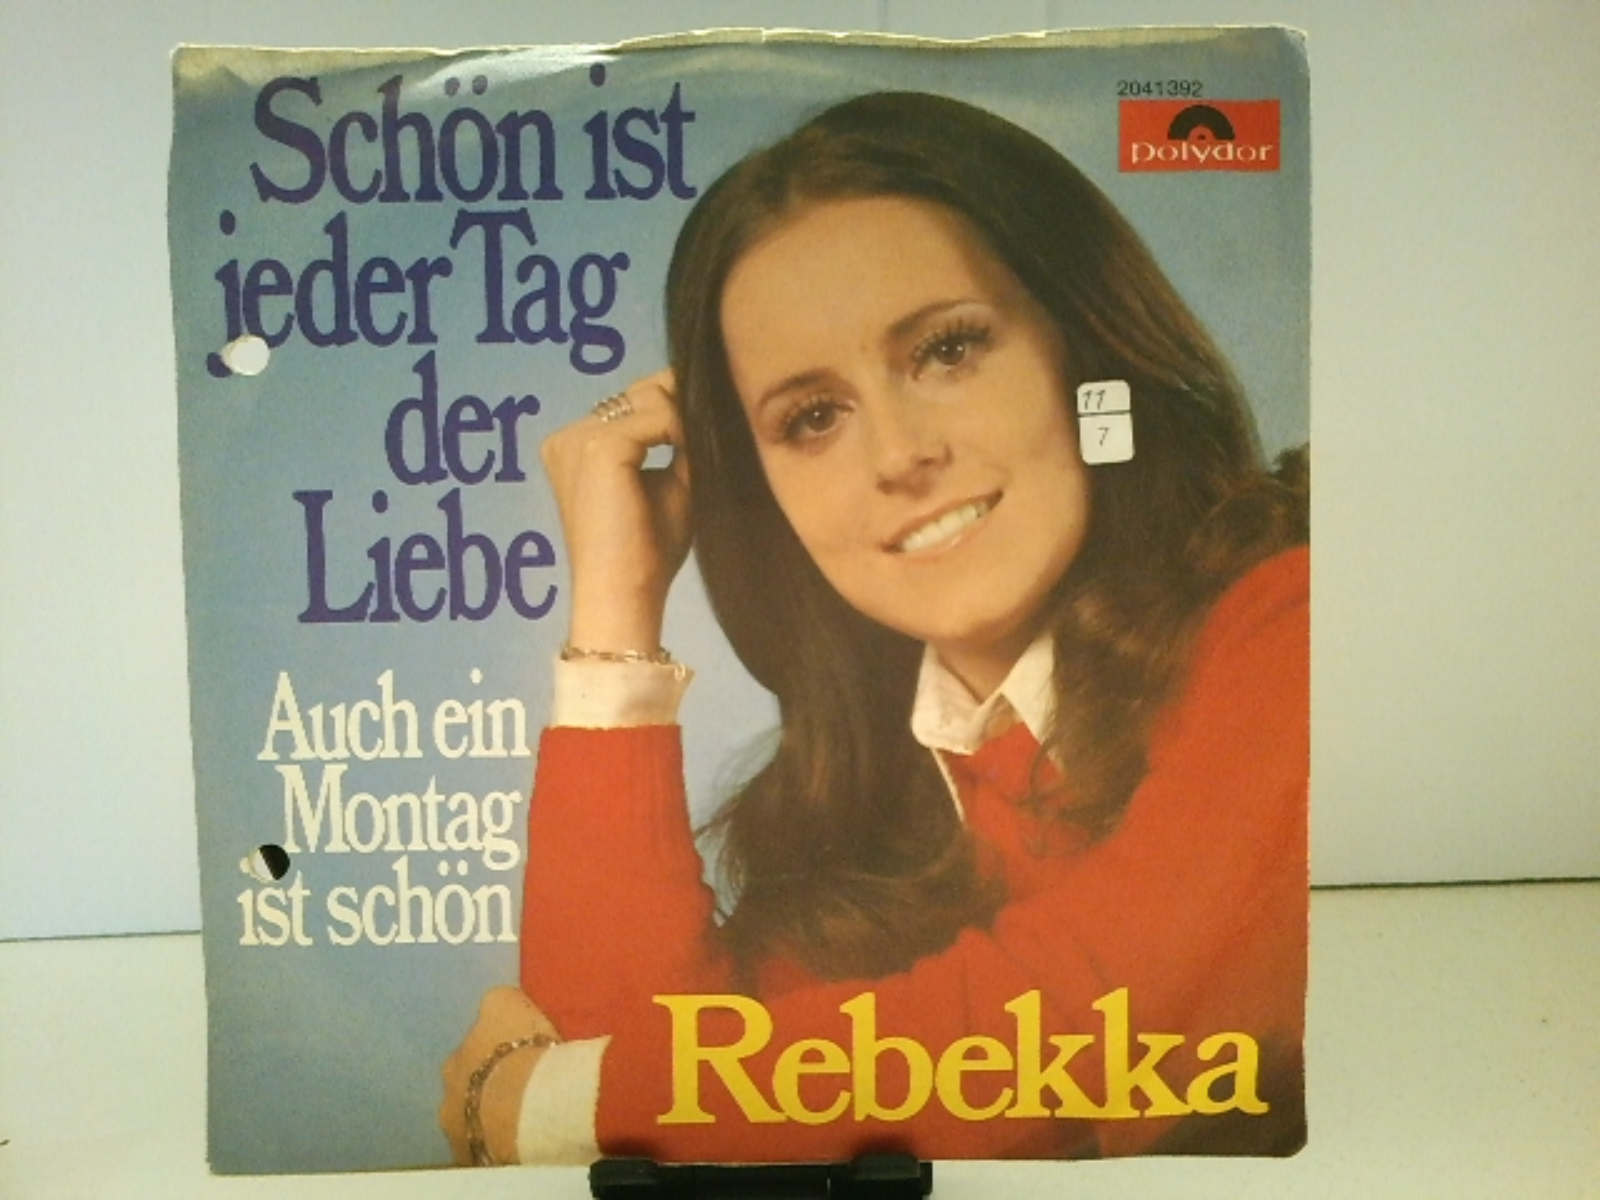 Schön ist
jeder Tag
der
Liebe
Auch ein
Montag
ist schön
Rebekka
2041392
polydor
11
7